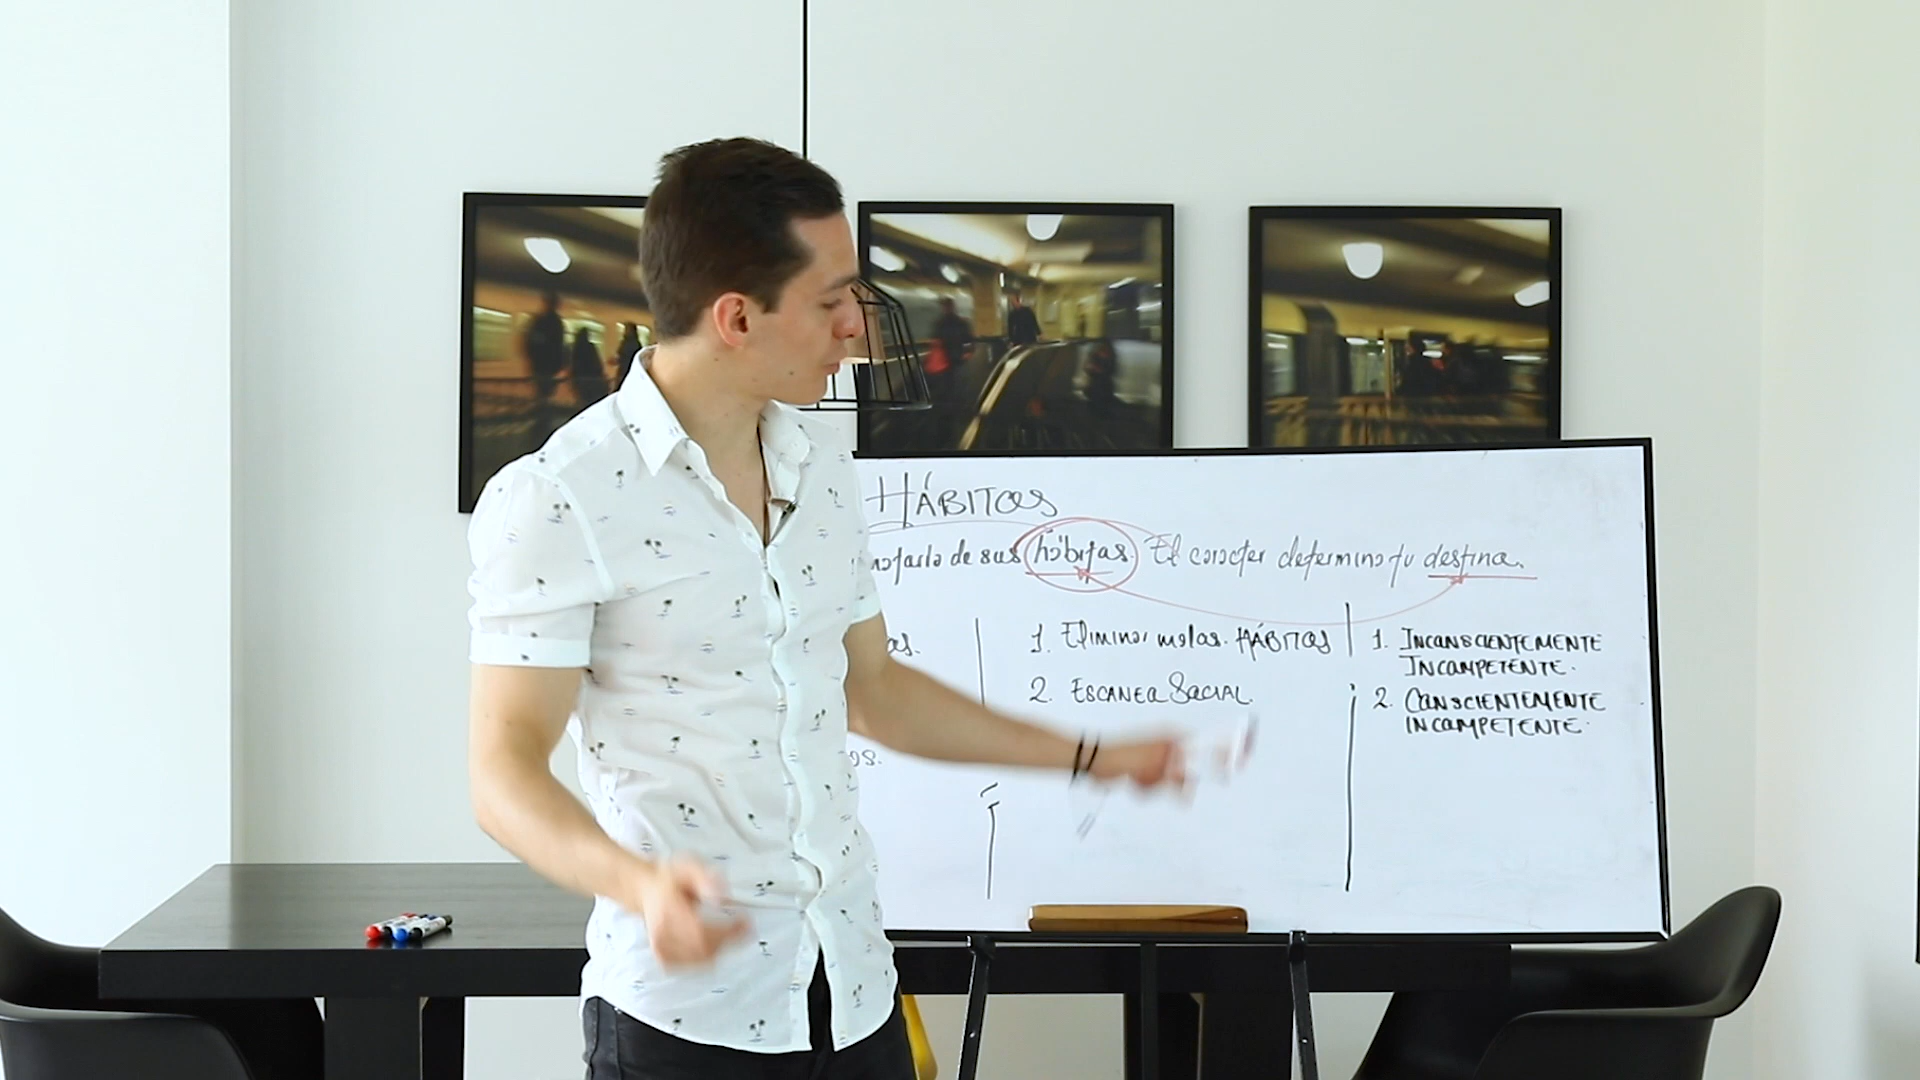 HÁBITOS
de sus hábitos. El caracter determina tu destino.
1. Eliminar malos HÁBITOS
2. ESCANEO SOCIAL.
1. INCONSCIENTEMENTE
INCOMPETENTE.
2. CONSCIENTEMENTE
INCOMPETENTE.